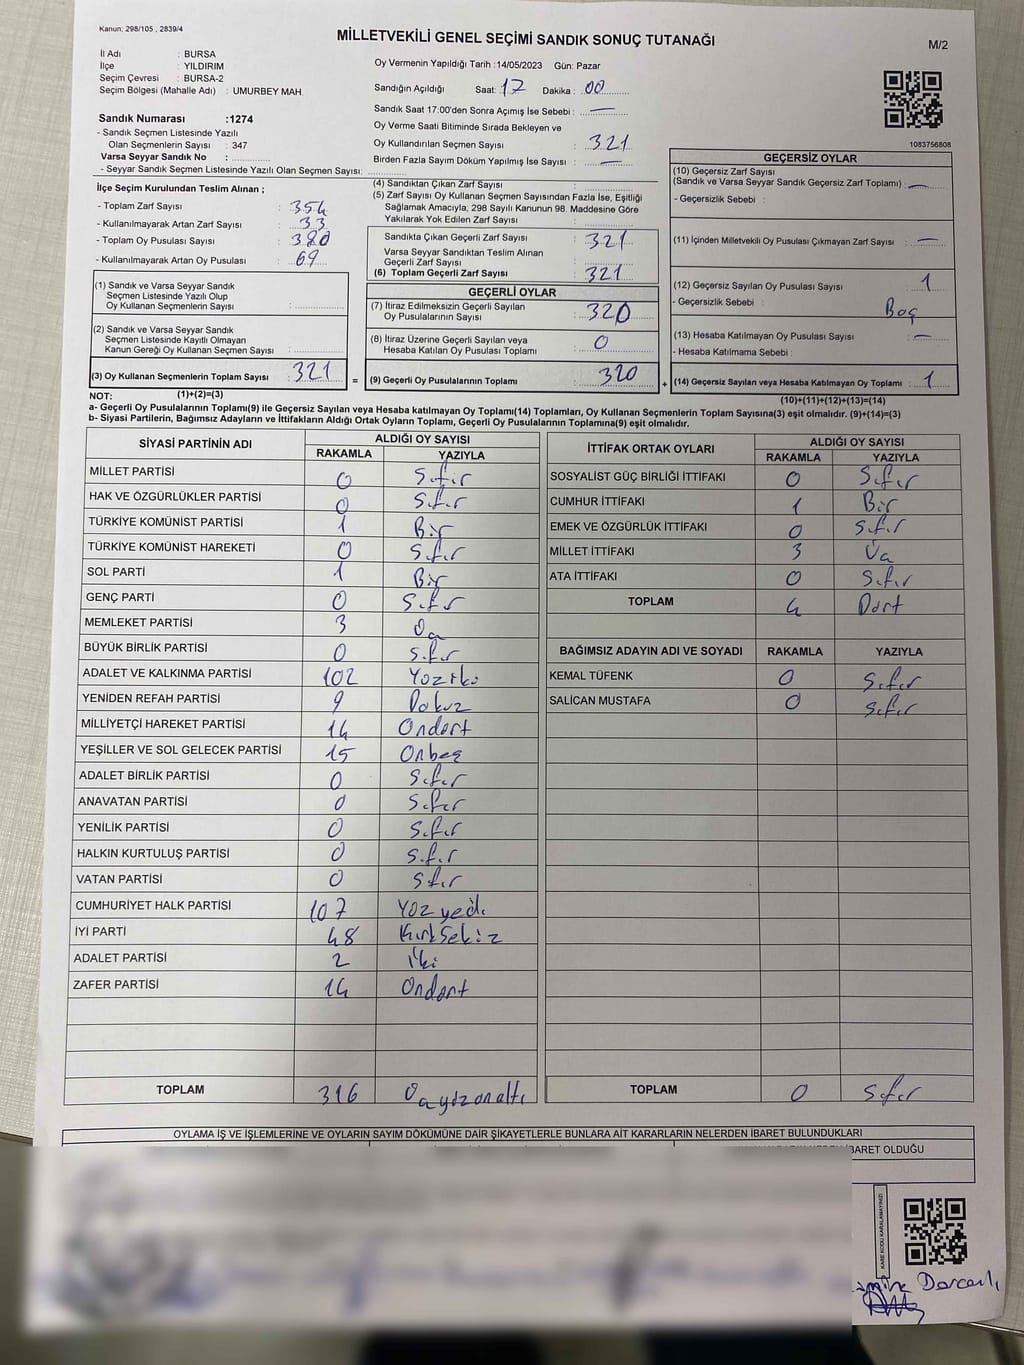 Kanun: 298/105 , 2839/4
MİLLETVEKİLİ GENEL SEÇİMİ SANDIK SONUÇ TUTANAĞI
M/2
İl Adı : BURSA
İlçe : YILDIRIM
Seçim Çevresi : BURSA-2
Seçim Bölgesi (Mahalle Adı) : UMURBEY MAH.
Sandık Numarası :1274
- Sandık Seçmen Listesinde Yazılı
Olan Seçmenlerin Sayısı : 347
Varsa Seyyar Sandık No :
- Seyyar Sandık Seçmen Listesinde Yazılı Olan Seçmen Sayısı:
Oy Vermenin Yapıldığı Tarih :14/05/2023 Gün: Pazar
Sandığın Açıldığı Saat: 17 Dakika : 00
Sandık Saat 17:00'den Sonra Açımış İse Sebebi : —
Oy Verme Saati Bitiminde Sırada Bekleyen ve
Oy Kullandırılan Seçmen Sayısı : 321
Birden Fazla Sayım Döküm Yapılmış İse Sayısı : —
1083756808
İlçe Seçim Kurulundan Teslim Alınan ;
- Toplam Zarf Sayısı : 354
- Kullanılmayarak Artan Zarf Sayısı : 33
- Toplam Oy Pusulası Sayısı : 380
- Kullanılmayarak Artan Oy Pusulası : 69
(1) Sandık ve Varsa Seyyar Sandık
Seçmen Listesinde Yazılı Olup
Oy Kullanan Seçmenlerin Sayısı :
(2) Sandık ve Varsa Seyyar Sandık
Seçmen Listesinde Kayıtlı Olmayan
Kanun Gereği Oy Kullanan Seçmen Sayısı :
(3) Oy Kullanan Seçmenlerin Toplam Sayısı : 321
(1)+(2)=(3)
(4) Sandıktan Çıkan Zarf Sayısı :
(5) Zarf Sayısı Oy Kullanan Seçmen Sayısından Fazla İse, Eşitliği
Sağlamak Amacıyla, 298 Sayılı Kanunun 98. Maddesine Göre
Yakılarak Yok Edilen Zarf Sayısı :
Sandıkta Çıkan Geçerli Zarf Sayısı : 321
Varsa Seyyar Sandıktan Teslim Alınan
Geçerli Zarf Sayısı :
(6) Toplam Geçerli Zarf Sayısı : 321
GEÇERLİ OYLAR
(7) İtiraz Edilmeksizin Geçerli Sayılan
Oy Pusulalarının Sayısı : 320
(8) İtiraz Üzerine Geçerli Sayılan veya
Hesaba Katılan Oy Pusulası Toplamı : 0
= (9) Geçerli Oy Pusulalarının Toplamı : 320 +
GEÇERSİZ OYLAR
(10) Geçersiz Zarf Sayısı
(Sandık ve Varsa Seyyar Sandık Geçersiz Zarf Toplamı) : —
- Geçersizlik Sebebi :
(11) İçinden Milletvekili Oy Pusulası Çıkmayan Zarf Sayısı : —
(12) Geçersiz Sayılan Oy Pusulası Sayısı : 1
- Geçersizlik Sebebi : Boş
(13) Hesaba Katılmayan Oy Pusulası Sayısı : —
- Hesaba Katılmama Sebebi :
(14) Geçersiz Sayılan veya Hesaba Katılmayan Oy Toplamı : 1
(10)+(11)+(12)+(13)=(14)
NOT:
a- Geçerli Oy Pusulalarının Toplamı(9) ile Geçersiz Sayılan veya Hesaba katılmayan Oy Toplamı(14) Toplamları, Oy Kullanan Seçmenlerin Toplam Sayısına(3) eşit olmalıdır. (9)+(14)=(3)
b- Siyasi Partilerin, Bağımsız Adayların ve İttifakların Aldığı Ortak Oyların Toplamı, Geçerli Oy Pusulalarının Toplamına(9) eşit olmalıdır.
SİYASİ PARTİNİN ADI ALDIĞI OY SAYISI
RAKAMLA YAZIYLA
MİLLET PARTİSİ 0 Sıfır
HAK VE ÖZGÜRLÜKLER PARTİSİ 0 Sıfır
TÜRKİYE KOMÜNİST PARTİSİ 1 Bir
TÜRKİYE KOMÜNİST HAREKETİ 0 Sıfır
SOL PARTİ 1 Bir
GENÇ PARTİ 0 Sıfır
MEMLEKET PARTİSİ 3 Üç
BÜYÜK BİRLİK PARTİSİ 0 Sıfır
ADALET VE KALKINMA PARTİSİ 102 Yüziki
YENİDEN REFAH PARTİSİ 9 Dokuz
MİLLİYETÇİ HAREKET PARTİSİ 14 Ondört
YEŞİLLER VE SOL GELECEK PARTİSİ 15 Onbeş
ADALET BİRLİK PARTİSİ 0 Sıfır
ANAVATAN PARTİSİ 0 Sıfır
YENİLİK PARTİSİ 0 Sıfır
HALKIN KURTULUŞ PARTİSİ 0 Sıfır
VATAN PARTİSİ 0 Sıfır
CUMHURİYET HALK PARTİSİ 107 Yüzyedi
İYİ PARTİ 48 Kırksekiz
ADALET PARTİSİ 2 İki
ZAFER PARTİSİ 14 Ondört
TOPLAM 316 Üçyüzonaltı
İTTİFAK ORTAK OYLARI ALDIĞI OY SAYISI
RAKAMLA YAZIYLA
SOSYALİST GÜÇ BİRLİĞİ İTTİFAKI 0 Sıfır
CUMHUR İTTİFAKI 1 Bir
EMEK VE ÖZGÜRLÜK İTTİFAKI 0 Sıfır
MİLLET İTTİFAKI 3 Üç
ATA İTTİFAKI 0 Sıfır
TOPLAM 4 Dört
BAĞIMSIZ ADAYIN ADI VE SOYADI RAKAMLA YAZIYLA
KEMAL TÜFENK 0 Sıfır
SALİCAN MUSTAFA 0 Sıfır
TOPLAM 0 Sıfır
OYLAMA İŞ VE İŞLEMLERİNE VE OYLARIN SAYIM DÖKÜMÜNE DAİR ŞİKAYETLERLE BUNLARA AİT KARARLARIN NELERDEN İBARET BULUNDUKLARI
İBARET OLDUĞU
KARE KODU KARALAMAYINIZ!